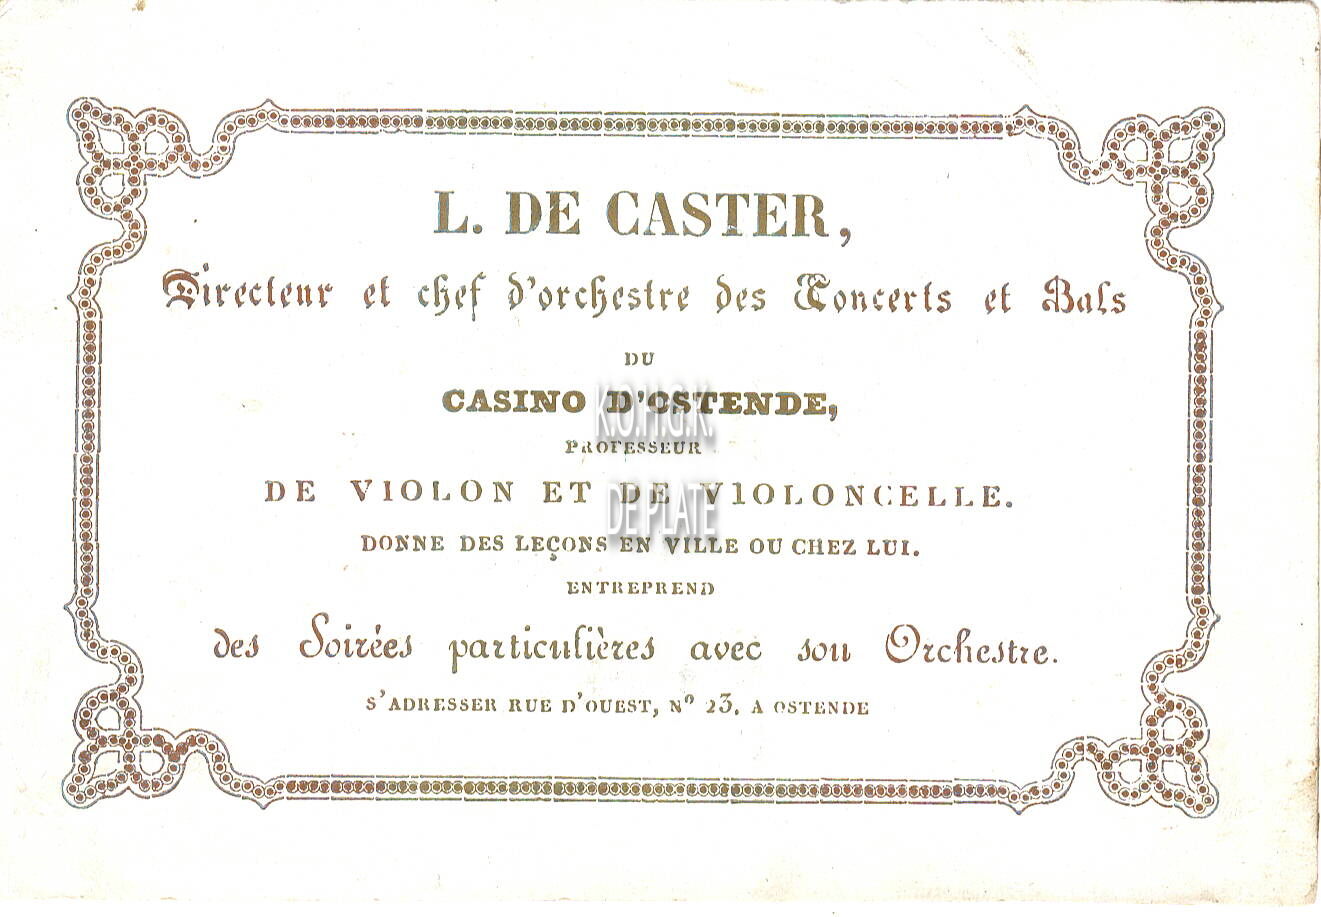 L. DE CASTER,
Directeur et chef d'orchestre des Concerts et Bals
DU
CASINO D'OSTENDE,
PROFESSEUR
DE VIOLON ET DE VIOLONCELLE.
DONNE DES LEÇONS EN VILLE OU CHEZ LUI.
ENTREPREND
des Soirées particulières avec son Orchestre.
S'ADRESSER RUE D'OUEST, Nº 23. A OSTENDE
K.O.H.G.K.
DE PLATE